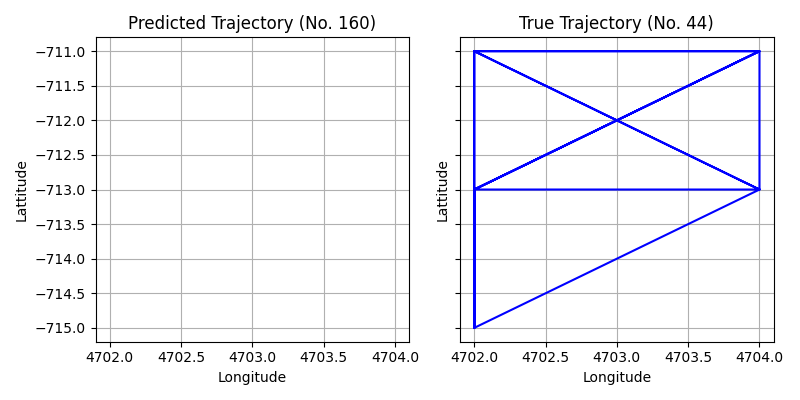 Predicted Trajectory (No. 160)
−711.0
−711.5
−712.0
−712.5
−713.0
−713.5
−714.0
−714.5
−715.0
Lattitude
4702.0 4702.5 4703.0 4703.5 4704.0
Longitude
True Trajectory (No. 44)
Lattitude
4702.0 4702.5 4703.0 4703.5 4704.0
Longitude